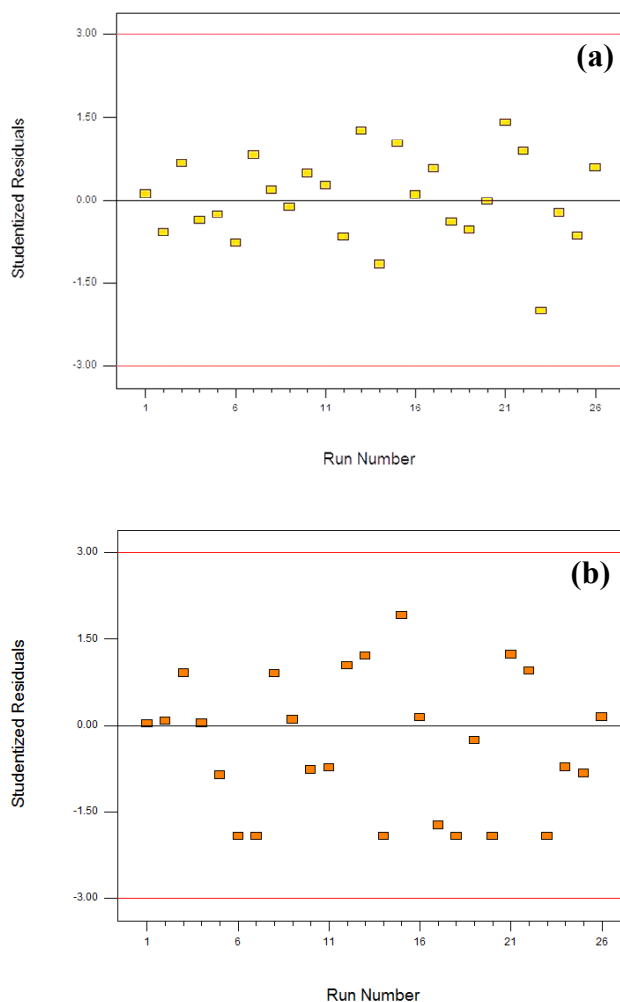 (a)
Studentized Residuals
3.00
1.50
0.00
-1.50
-3.00
1 6 11 16 21 26
Run Number
(b)
Studentized Residuals
3.00
1.50
0.00
-1.50
-3.00
1 6 11 16 21 26
Run Number